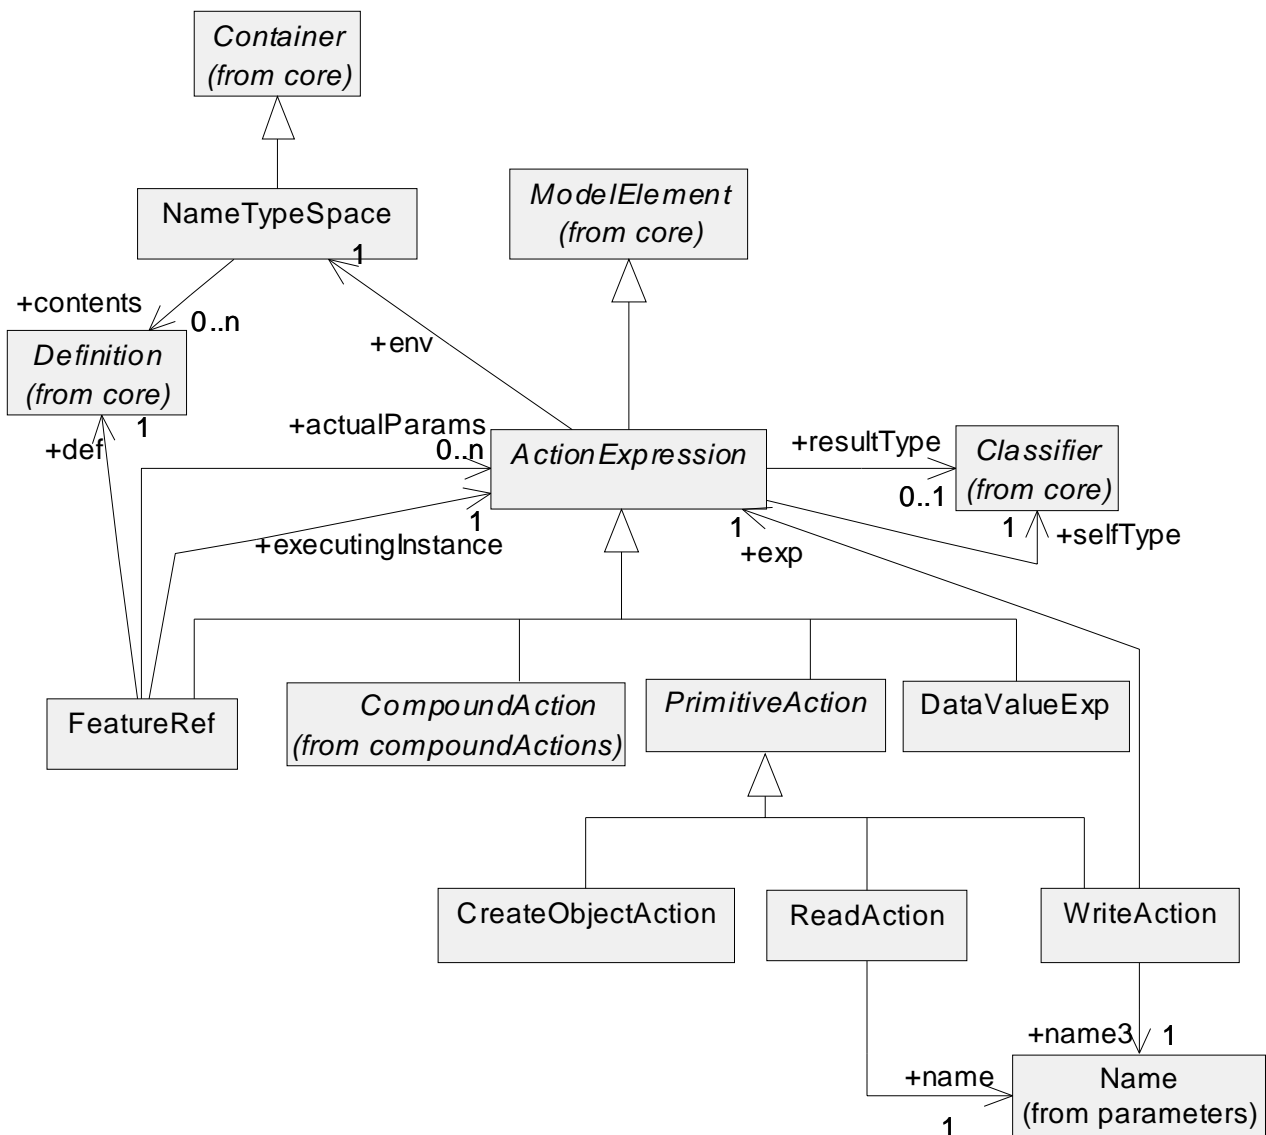 Container
(from core)
NameTypeSpace
1
ModelElement
(from core)
+contents
0..n
+env
Definition
(from core)
1
+def
+actualParams
0..n
ActionExpression
+resultType
0..1
Classifier
(from core)
1
+selfType
1
+executingInstance
1
+exp
FeatureRef
CompoundAction
(from compoundActions)
PrimitiveAction
DataValueExp
CreateObjectAction
ReadAction
WriteAction
+name3
1
+name
1
Name
(from parameters)